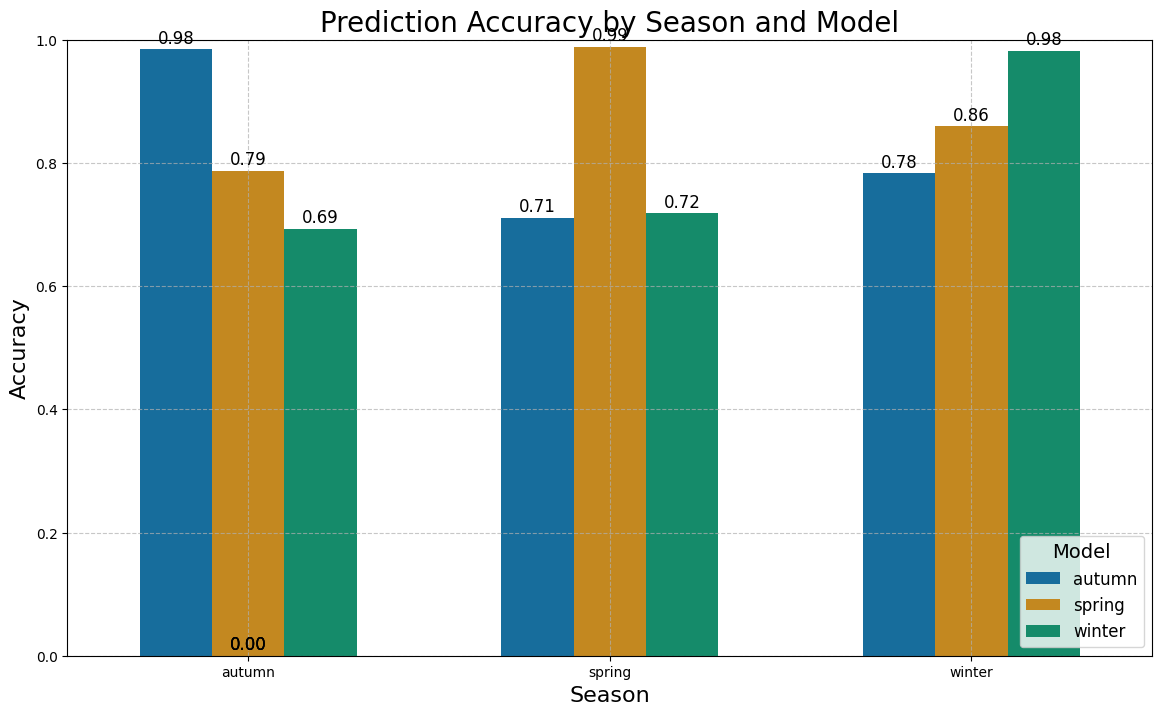 Prediction Accuracy by Season and Model
1.0
0.8
0.6
0.4
0.2
0.0
Accuracy
0.98
0.79
0.69
0.00
0.71
0.99
0.72
0.78
0.86
0.98
Model
autumn
spring
winter
autumn
spring
winter
Season